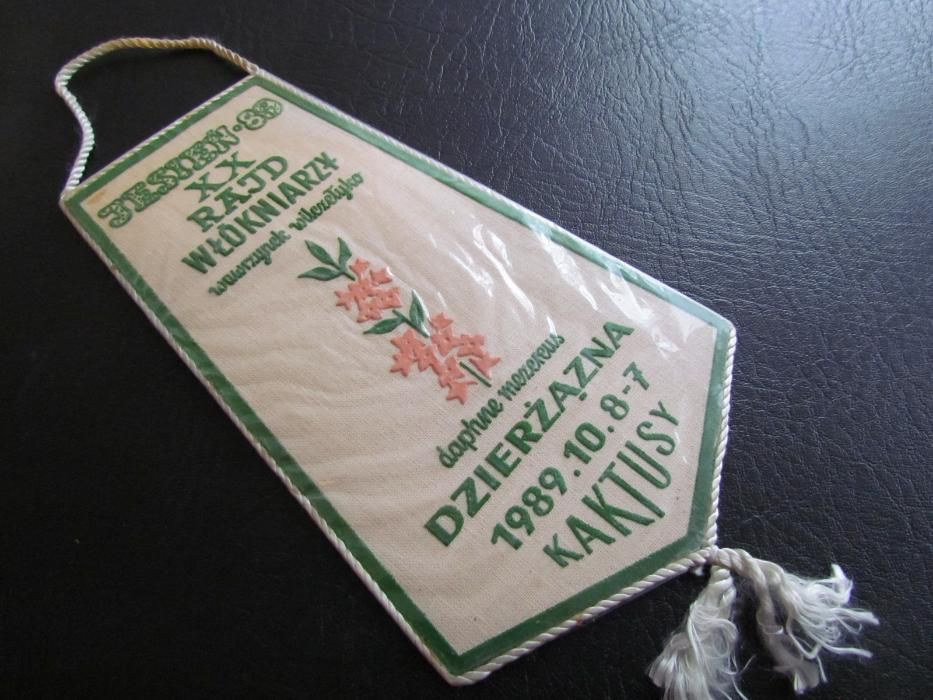 JESIEŃ·89
XX
RAJD
WŁÓKNIARZY
wawrzynek wilczełyko
daphne mezereus
DZIERŻĄZNA
1989.10.8-7
KAKTUSY